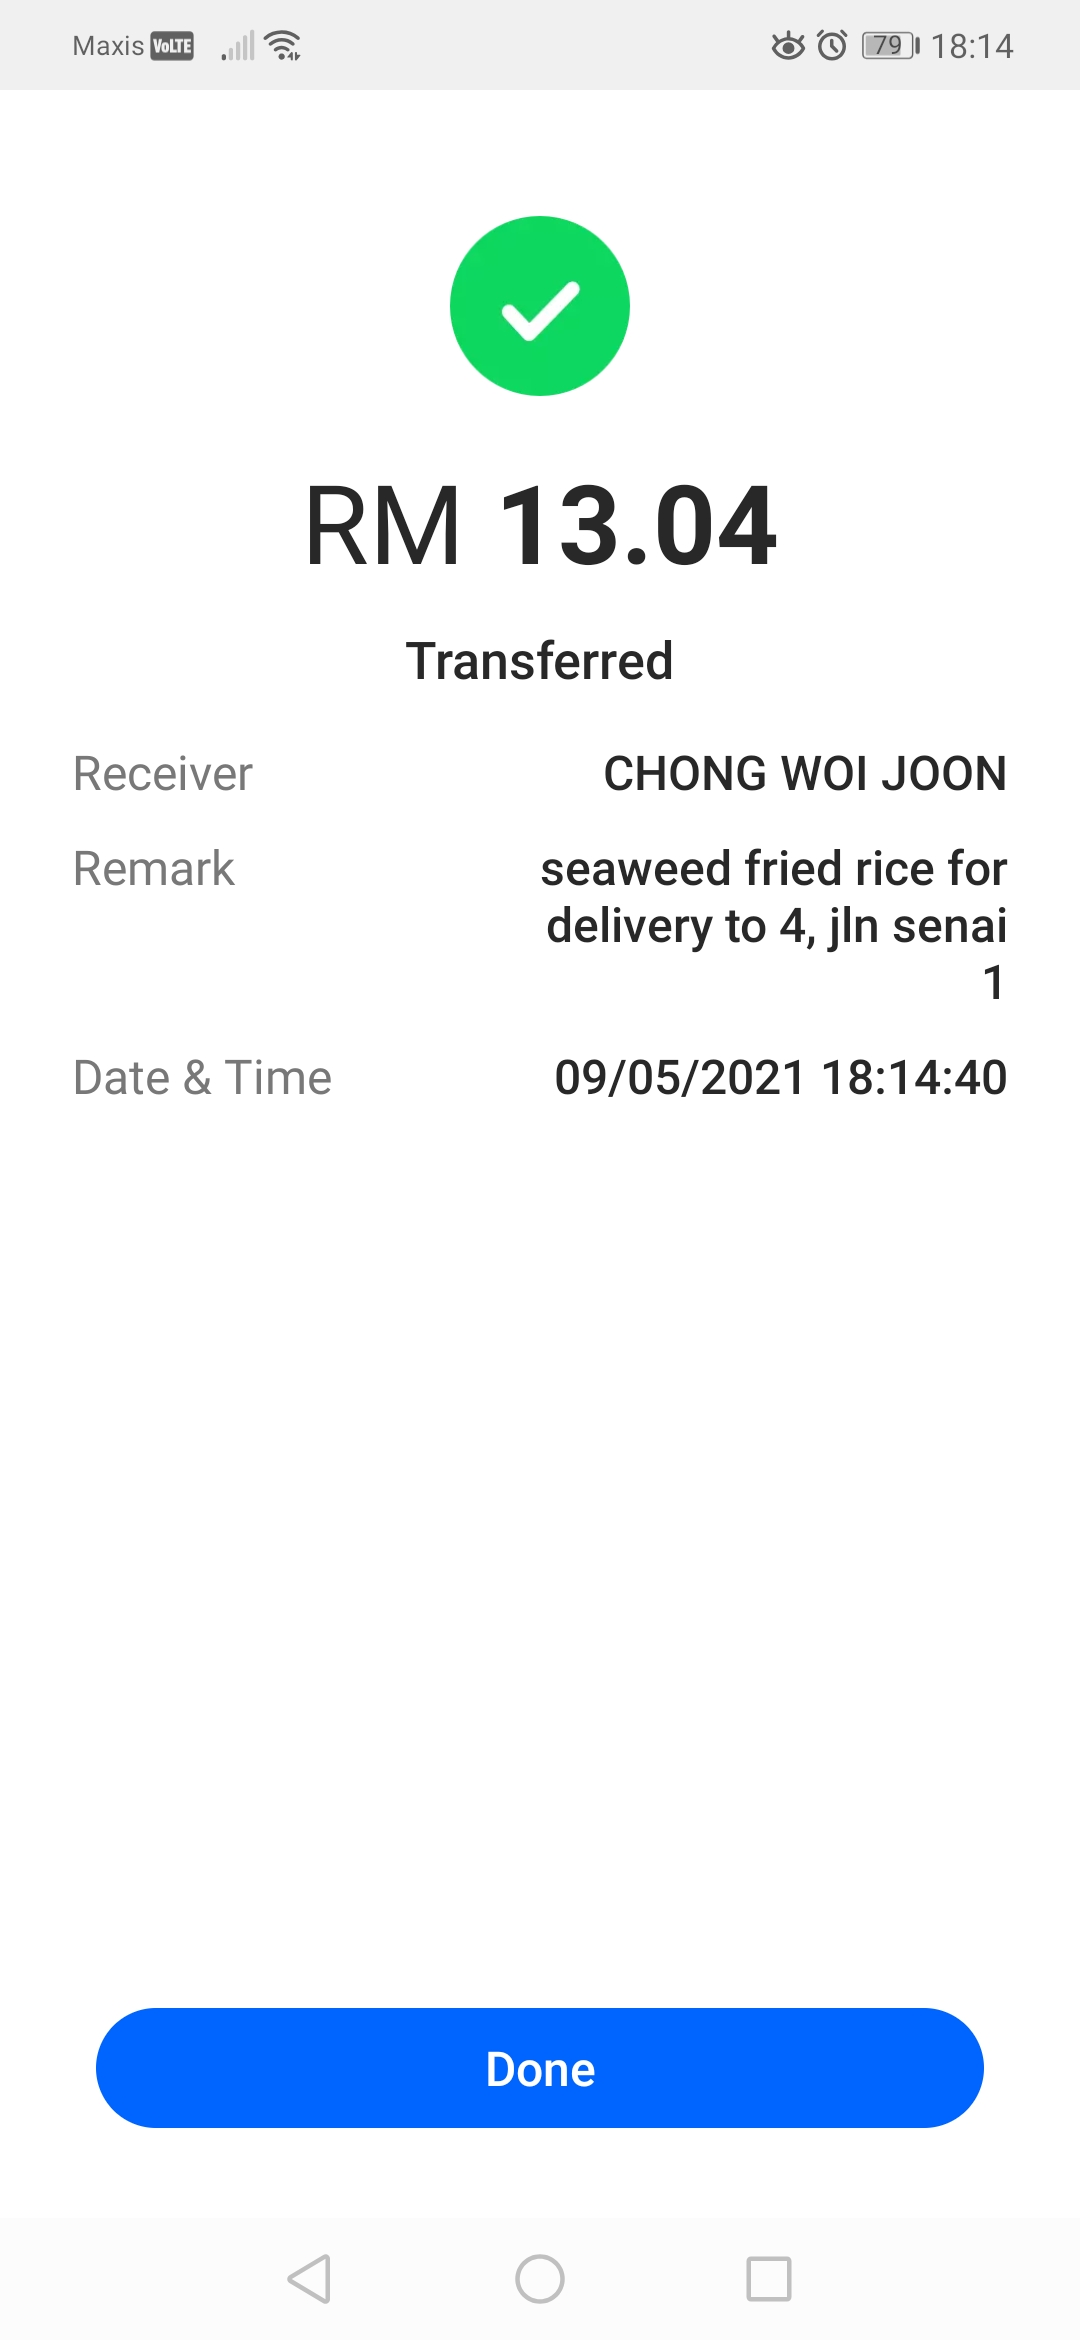 Maxis VoLTE 79 18:14
RM 13.04
Transferred
Receiver CHONG WOI JOON
Remark seaweed fried rice for
delivery to 4, jln senai
1
Date & Time 09/05/2021 18:14:40
Done